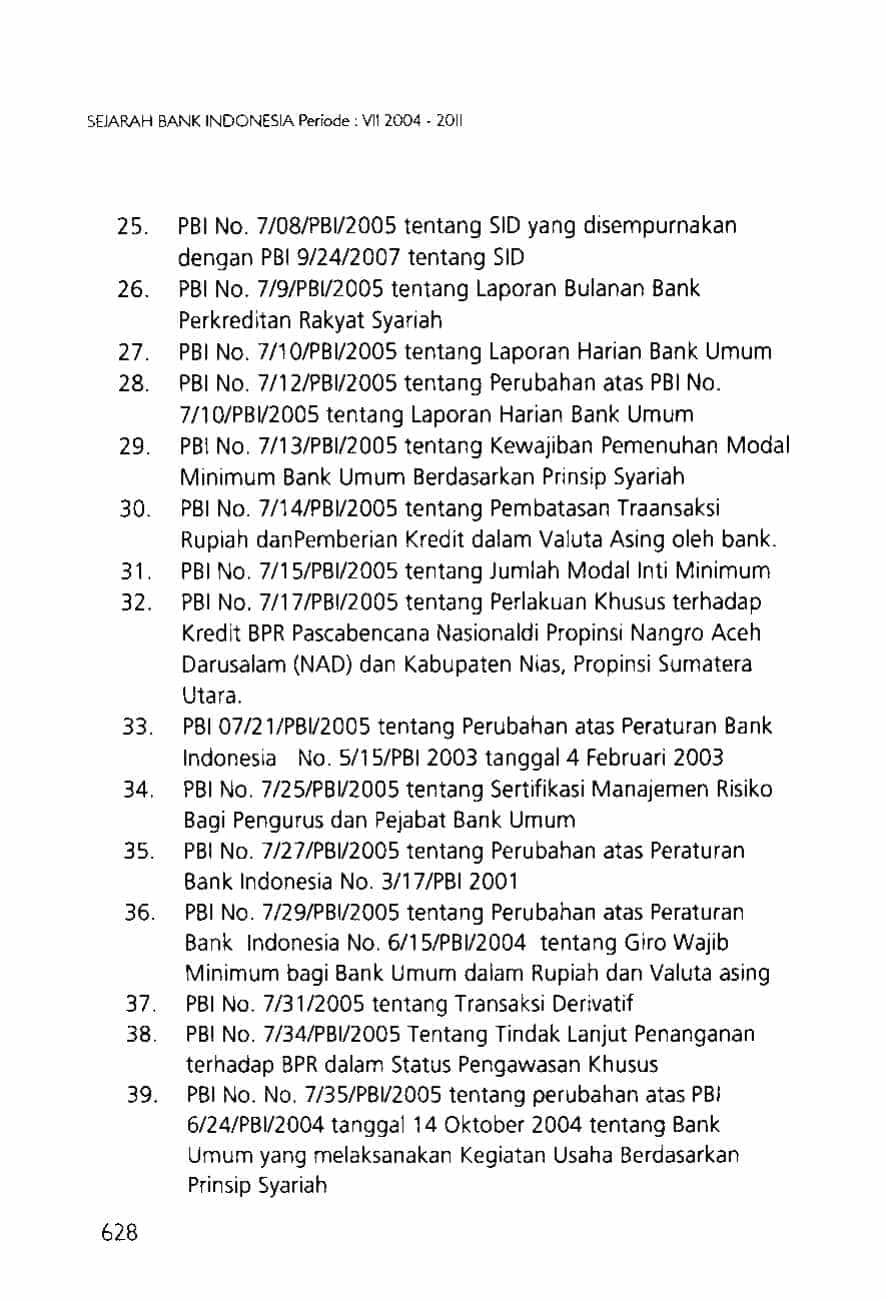 SEJARAH BANK INDONESIA Periode : VII 2004 - 2011
25. PBI No. 7/08/PBI/2005 tentang SID yang disempurnakan
dengan PBI 9/24/2007 tentang SID
26. PBI No. 7/9/PBI/2005 tentang Laporan Bulanan Bank
Perkreditan Rakyat Syariah
27. PBI No. 7/10/PBI/2005 tentang Laporan Harian Bank Umum
28. PBI No. 7/12/PBI/2005 tentang Perubahan atas PBI No.
7/10/PBI/2005 tentang Laporan Harian Bank Umum
29. PBI No. 7/13/PBI/2005 tentang Kewajiban Pemenuhan Modal
Minimum Bank Umum Berdasarkan Prinsip Syariah
30. PBI No. 7/14/PBI/2005 tentang Pembatasan Traansaksi
Rupiah danPemberian Kredit dalam Valuta Asing oleh bank.
31. PBI No. 7/15/PBI/2005 tentang Jumlah Modal Inti Minimum
32. PBI No. 7/17/PBI/2005 tentang Perlakuan Khusus terhadap
Kredit BPR Pascabencana Nasionaldi Propinsi Nangro Aceh
Darusalam (NAD) dan Kabupaten Nias, Propinsi Sumatera
Utara.
33. PBI 07/21/PBI/2005 tentang Perubahan atas Peraturan Bank
Indonesia No. 5/15/PBI 2003 tanggal 4 Februari 2003
34. PBI No. 7/25/PBI/2005 tentang Sertifikasi Manajemen Risiko
Bagi Pengurus dan Pejabat Bank Umum
35. PBI No. 7/27/PBI/2005 tentang Perubahan atas Peraturan
Bank Indonesia No. 3/17/PBI 2001
36. PBI No. 7/29/PBI/2005 tentang Perubahan atas Peraturan
Bank Indonesia No. 6/15/PBI/2004 tentang Giro Wajib
Minimum bagi Bank Umum dalam Rupiah dan Valuta asing
37. PBI No. 7/31/2005 tentang Transaksi Derivatif
38. PBI No. 7/34/PBI/2005 Tentang Tindak Lanjut Penanganan
terhadap BPR dalam Status Pengawasan Khusus
39. PBI No. No. 7/35/PBI/2005 tentang perubahan atas PBI
6/24/PBI/2004 tanggal 14 Oktober 2004 tentang Bank
Umum yang melaksanakan Kegiatan Usaha Berdasarkan
Prinsip Syariah
628